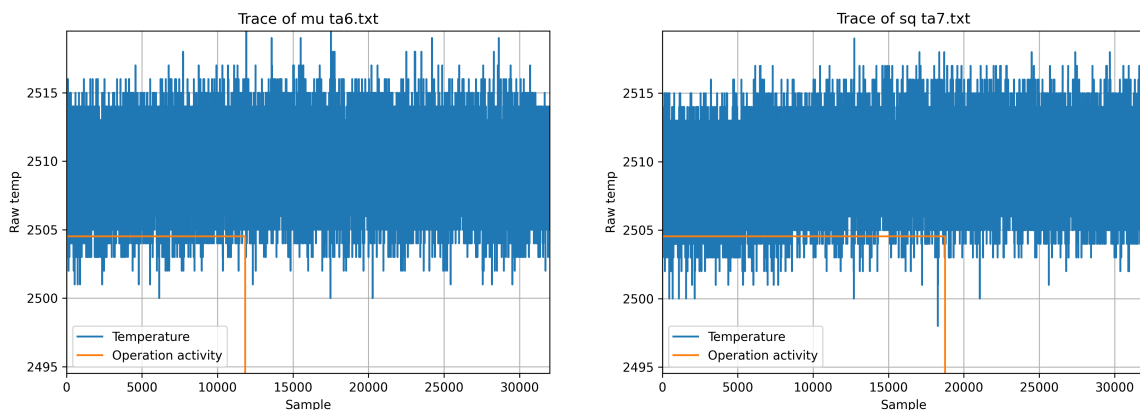 Trace of mu ta6.txt
Raw temp
2515
2510
2505
2500
2495
Temperature
Operation activity
0 5000 10000 15000 20000 25000 30000
Sample
Trace of sq ta7.txt
Raw temp
2515
2510
2505
2500
2495
Temperature
Operation activity
0 5000 10000 15000 20000 25000 30000
Sample